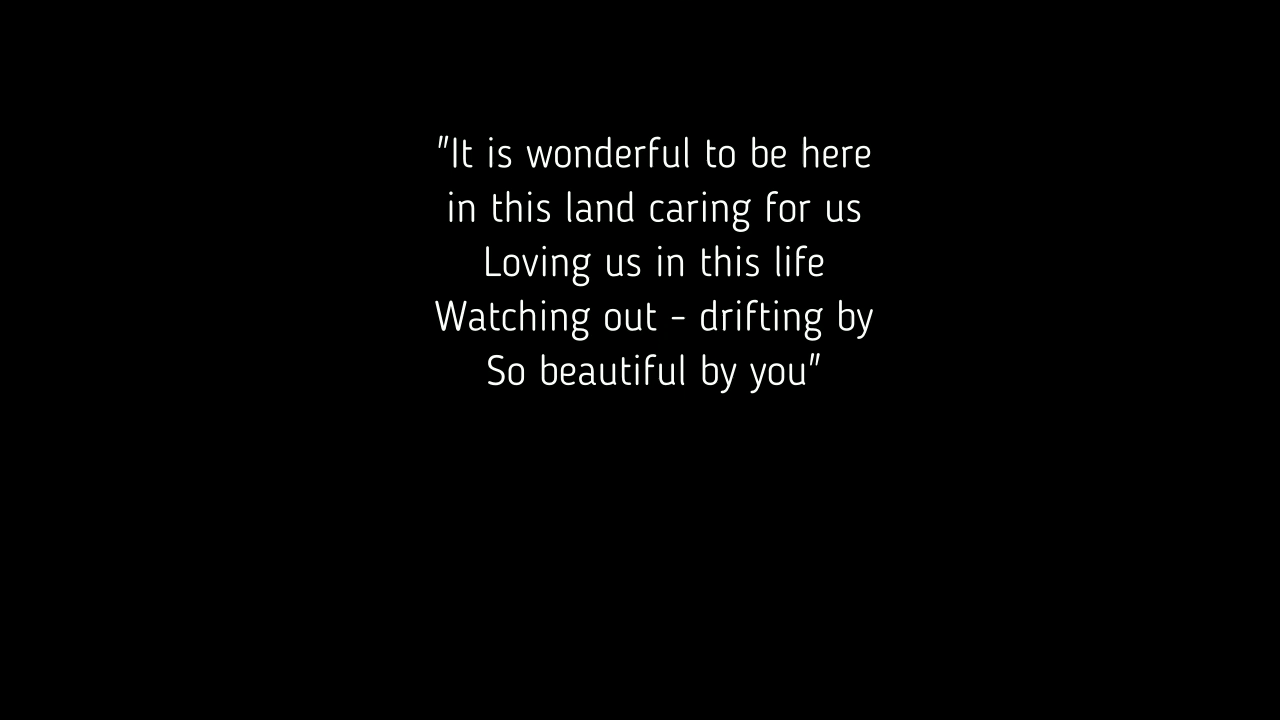 "It is wonderful to be here
in this land caring for us
Loving us in this life
Watching out - drifting by
So beautiful by you"